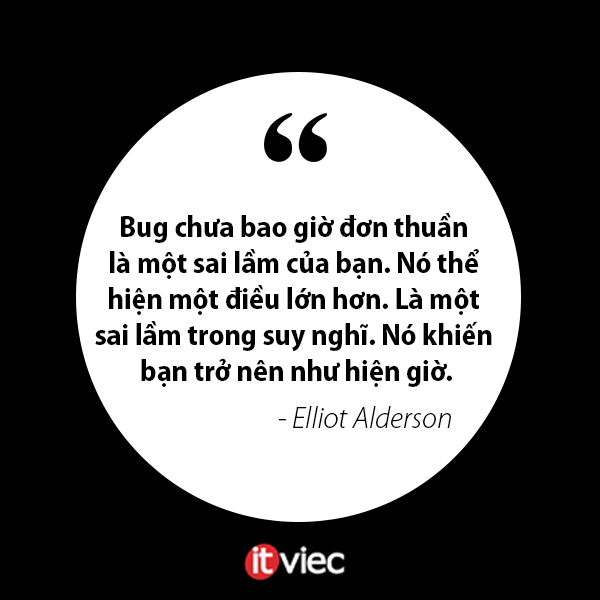 “
Bug chưa bao giờ đơn thuần
là một sai lầm của bạn. Nó thể
hiện một điều lớn hơn. Là một
sai lầm trong suy nghĩ. Nó khiến
bạn trở nên như hiện giờ.
- Elliot Alderson
itviec